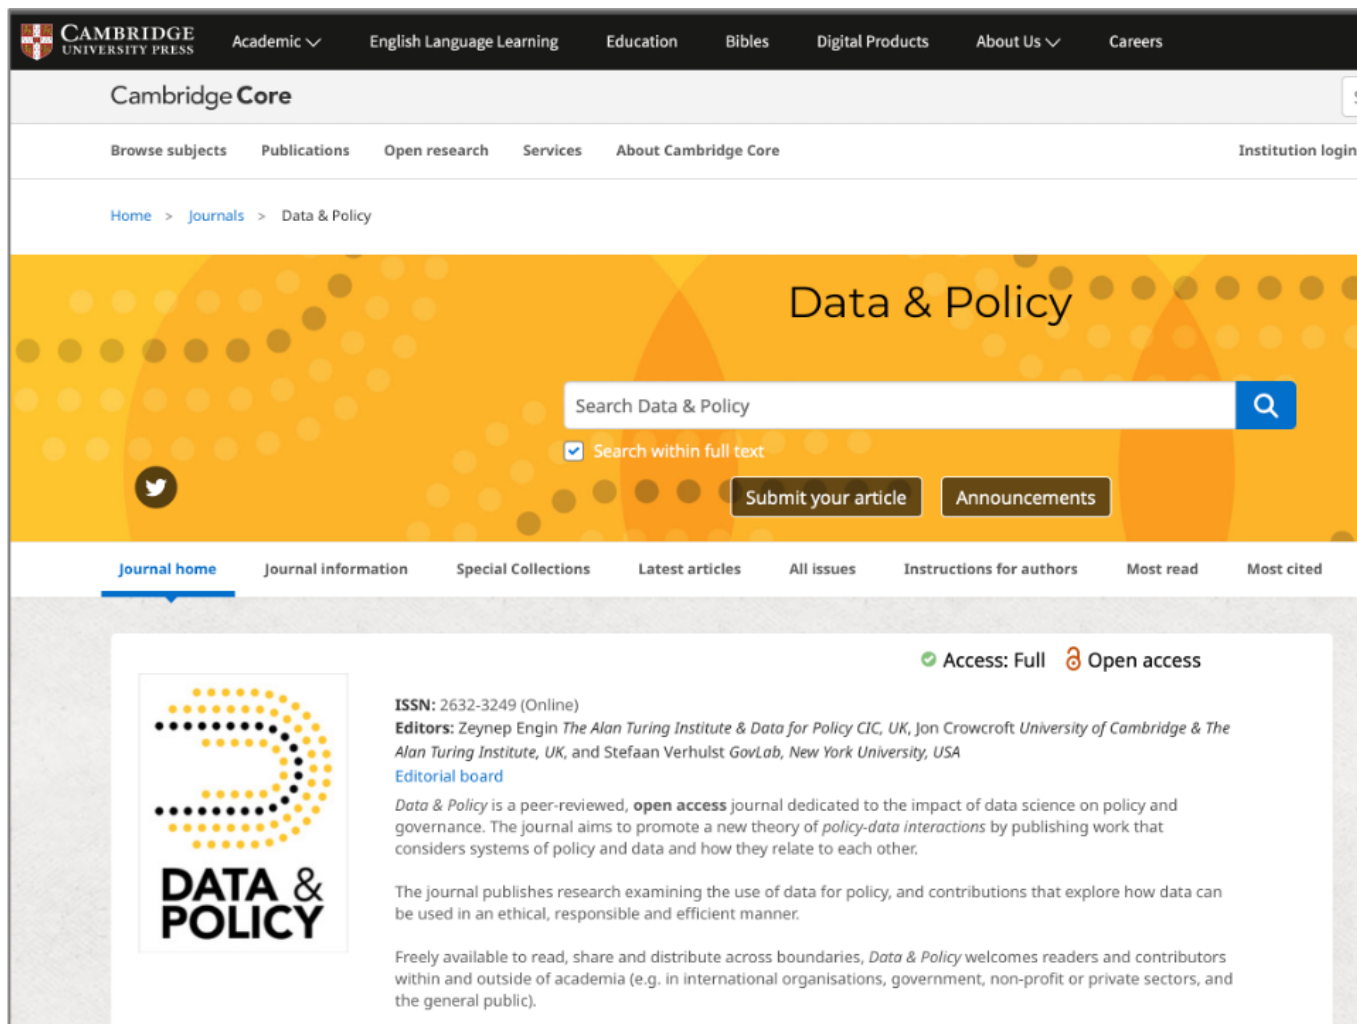 CAMBRIDGE
UNIVERSITY PRESS
Academic English Language Learning Education Bibles Digital Products About Us Careers
Cambridge Core
Browse subjects Publications Open research Services About Cambridge Core Institution login
Home > Journals > Data & Policy
Data & Policy
Search Data & Policy
Search within full text
Submit your article Announcements
Journal home Journal information Special Collections Latest articles All issues Instructions for authors Most read Most cited
Access: Full Open access
ISSN: 2632-3249 (Online)
Editors: Zeynep Engin The Alan Turing Institute & Data for Policy CIC, UK, Jon Crowcroft University of Cambridge & The
Alan Turing Institute, UK, and Stefaan Verhulst GovLab, New York University, USA
Editorial board
Data & Policy is a peer-reviewed, open access journal dedicated to the impact of data science on policy and
governance. The journal aims to promote a new theory of policy-data interactions by publishing work that
considers systems of policy and data and how they relate to each other.
The journal publishes research examining the use of data for policy, and contributions that explore how data can
be used in an ethical, responsible and efficient manner.
Freely available to read, share and distribute across boundaries, Data & Policy welcomes readers and contributors
within and outside of academia (e.g. in international organisations, government, non-profit or private sectors, and
the general public).
DATA &
POLICY